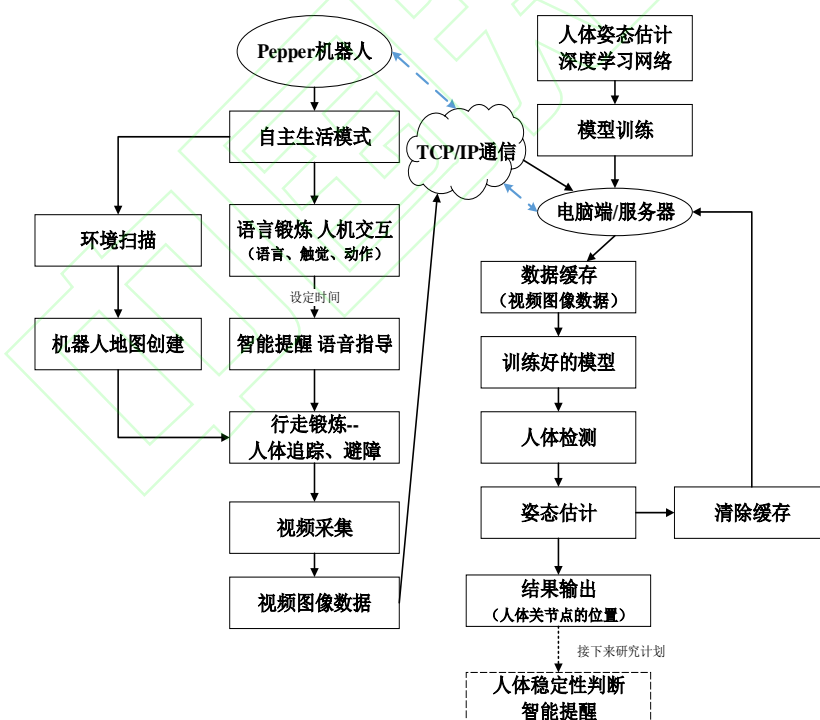 Pepper机器人
自主生活模式
环境扫描
机器人地图创建
语言锻炼 人机交互
（语言、触觉、动作）
设定时间
智能提醒 语音指导
行走锻炼--
人体追踪、避障
视频采集
视频图像数据
TCP/IP通信
人体姿态估计
深度学习网络
模型训练
电脑端/服务器
数据缓存
（视频图像数据）
训练好的模型
人体检测
姿态估计
清除缓存
结果输出
（人体关节点的位置）
接下来研究计划
人体稳定性判断
智能提醒